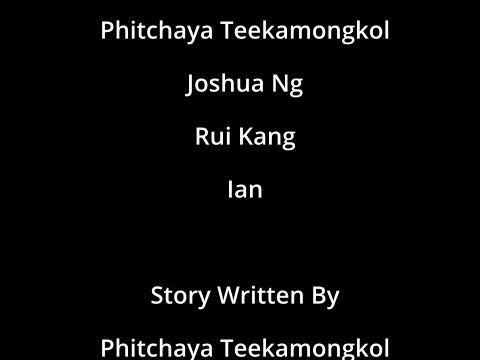 Phitchaya Teekamongkol
Joshua Ng
Rui Kang
Ian
Story Written By
Phitchaya Teekamongkol